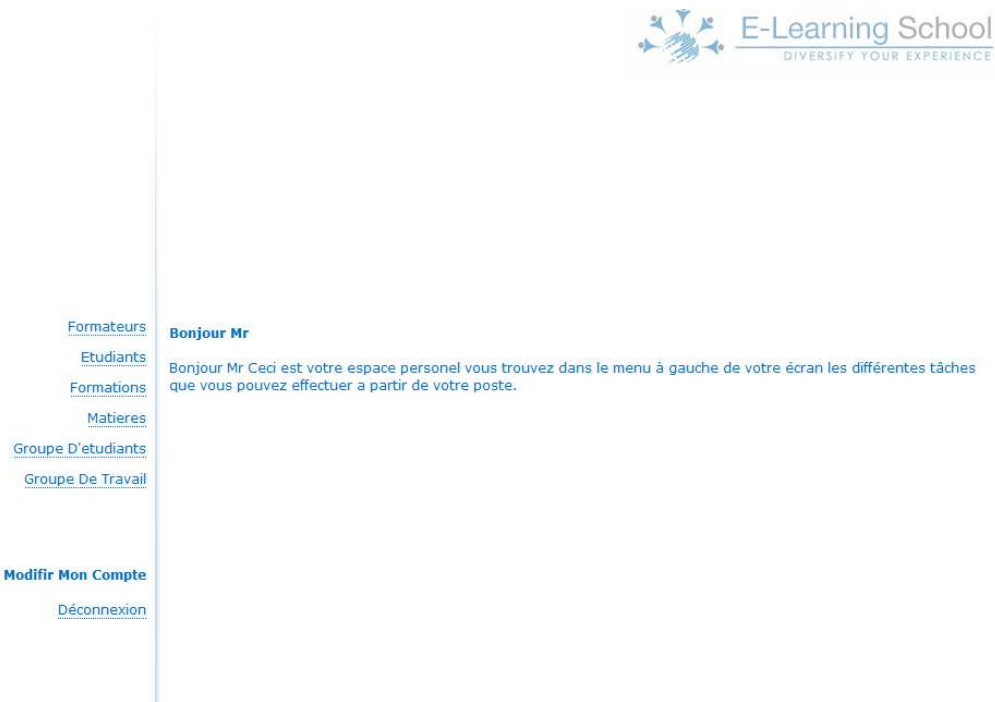 E-Learning School
DIVERSIFY YOUR EXPERIENCE
Formateurs
Etudiants
Formations
Matieres
Groupe D'etudiants
Groupe De Travail
Modifir Mon Compte
Déconnexion
Bonjour Mr
Bonjour Mr Ceci est votre espace personel vous trouvez dans le menu à gauche de votre écran les différentes tâches
que vous pouvez effectuer a partir de votre poste.